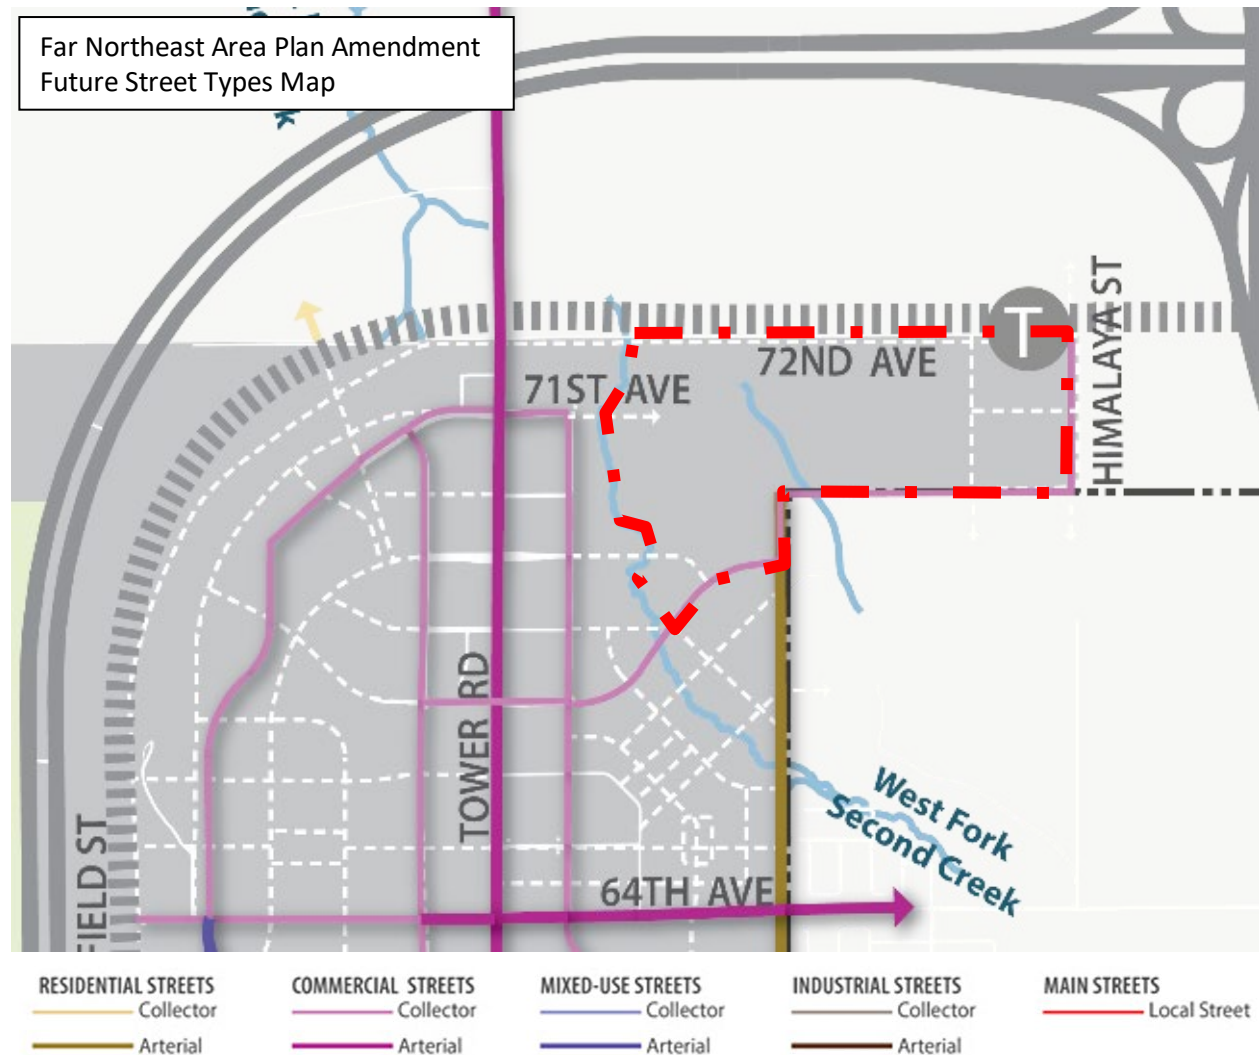 Far Northeast Area Plan Amendment
Future Street Types Map
k
HIMALAYA ST
T
72ND AVE
71ST AVE
TOWER RD
West Fork
Second Creek
FIELD ST
64TH AVE
RESIDENTIAL STREETS
Collector
Arterial
COMMERCIAL STREETS
Collector
Arterial
MIXED-USE STREETS
Collector
Arterial
INDUSTRIAL STREETS
Collector
Arterial
MAIN STREETS
Local Street